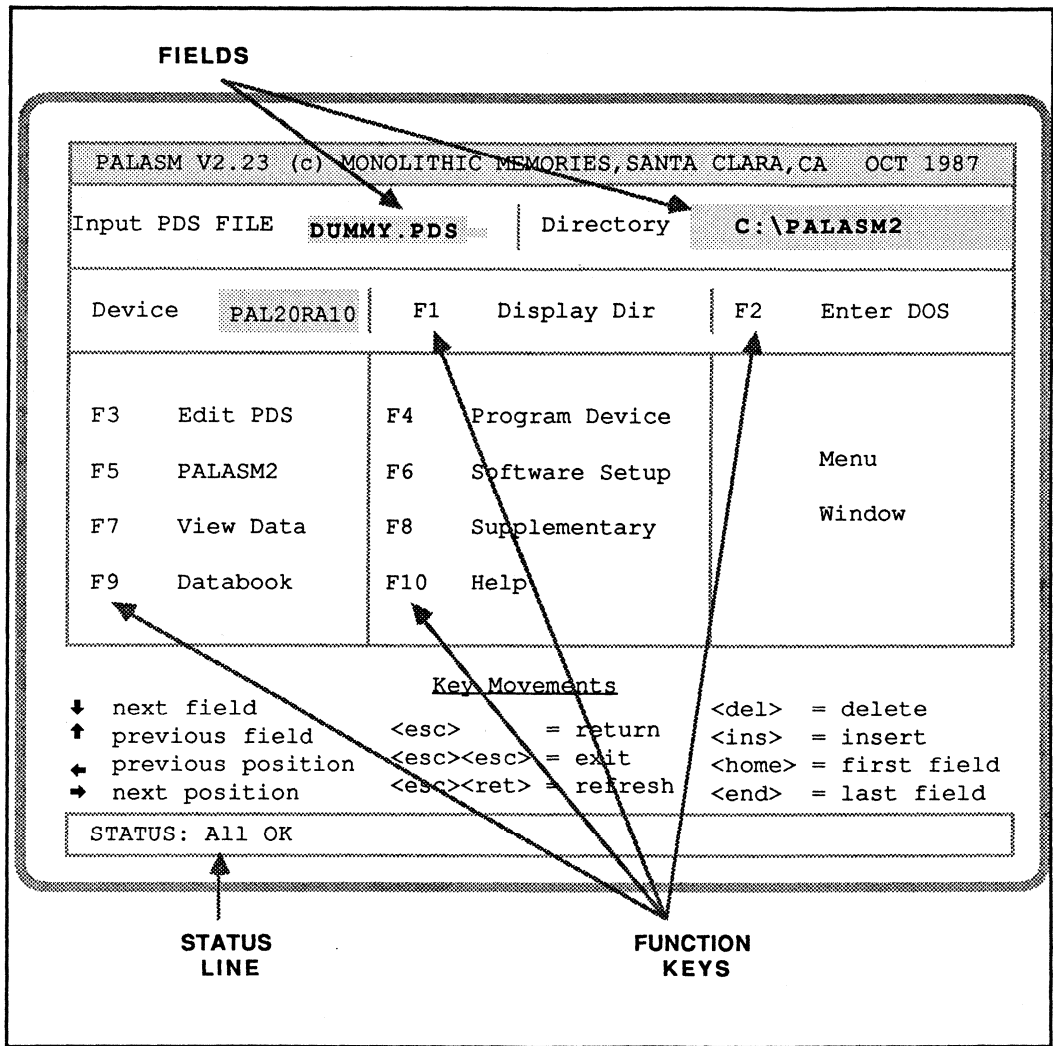 FIELDS
PALASM V2.23 (c) MONOLITHIC MEMORIES,SANTA CLARA,CA OCT 1987
Input PDS FILE DUMMY.PDS Directory C:\PALASM2
Device PAL20RA10 F1 Display Dir F2 Enter DOS
F3 Edit PDS F4 Program Device
F5 PALASM2 F6 Software Setup
Menu
F7 View Data F8 Supplementary
Window
F9 Databook F10 Help
Key Movements
↓ next field
↑ previous field
← previous position
→ next position
<esc> = return
<esc><esc> = exit
<esc><ret> = refresh
<del> = delete
<ins> = insert
<home> = first field
<end> = last field
STATUS: All OK
STATUS
LINE
FUNCTION
KEYS